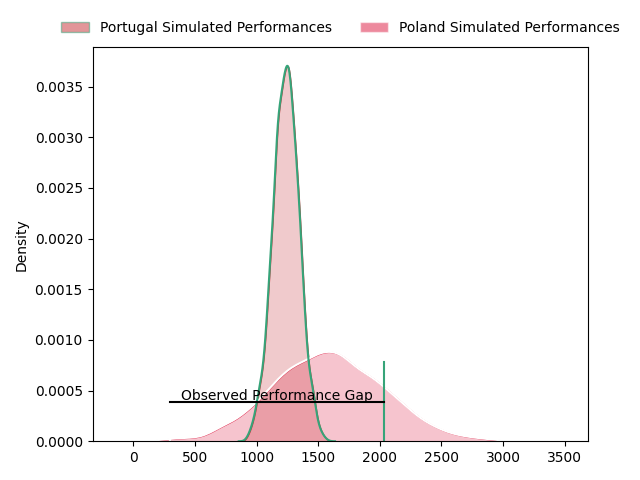 Portugal Simulated Performances Poland Simulated Performances
0.0035
0.0030
0.0025
0.0020
0.0015
0.0010
0.0005
0.0000
Density
Observed Performance Gap
0 500 1000 1500 2000 2500 3000 3500